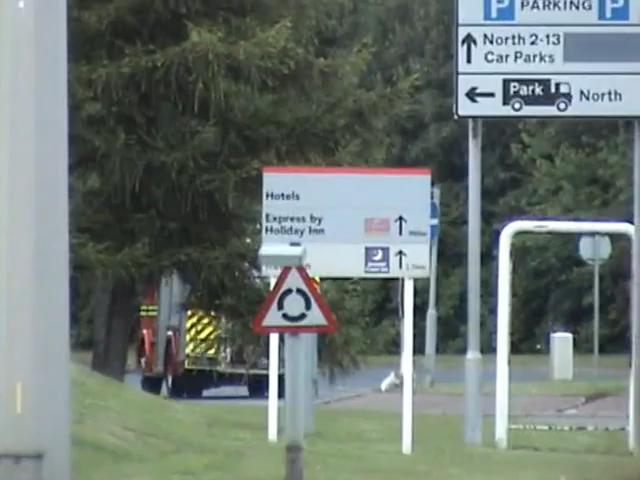 P PARKING P
North 2-13
Car Parks
Park North
Hotels
Express by
Holiday Inn